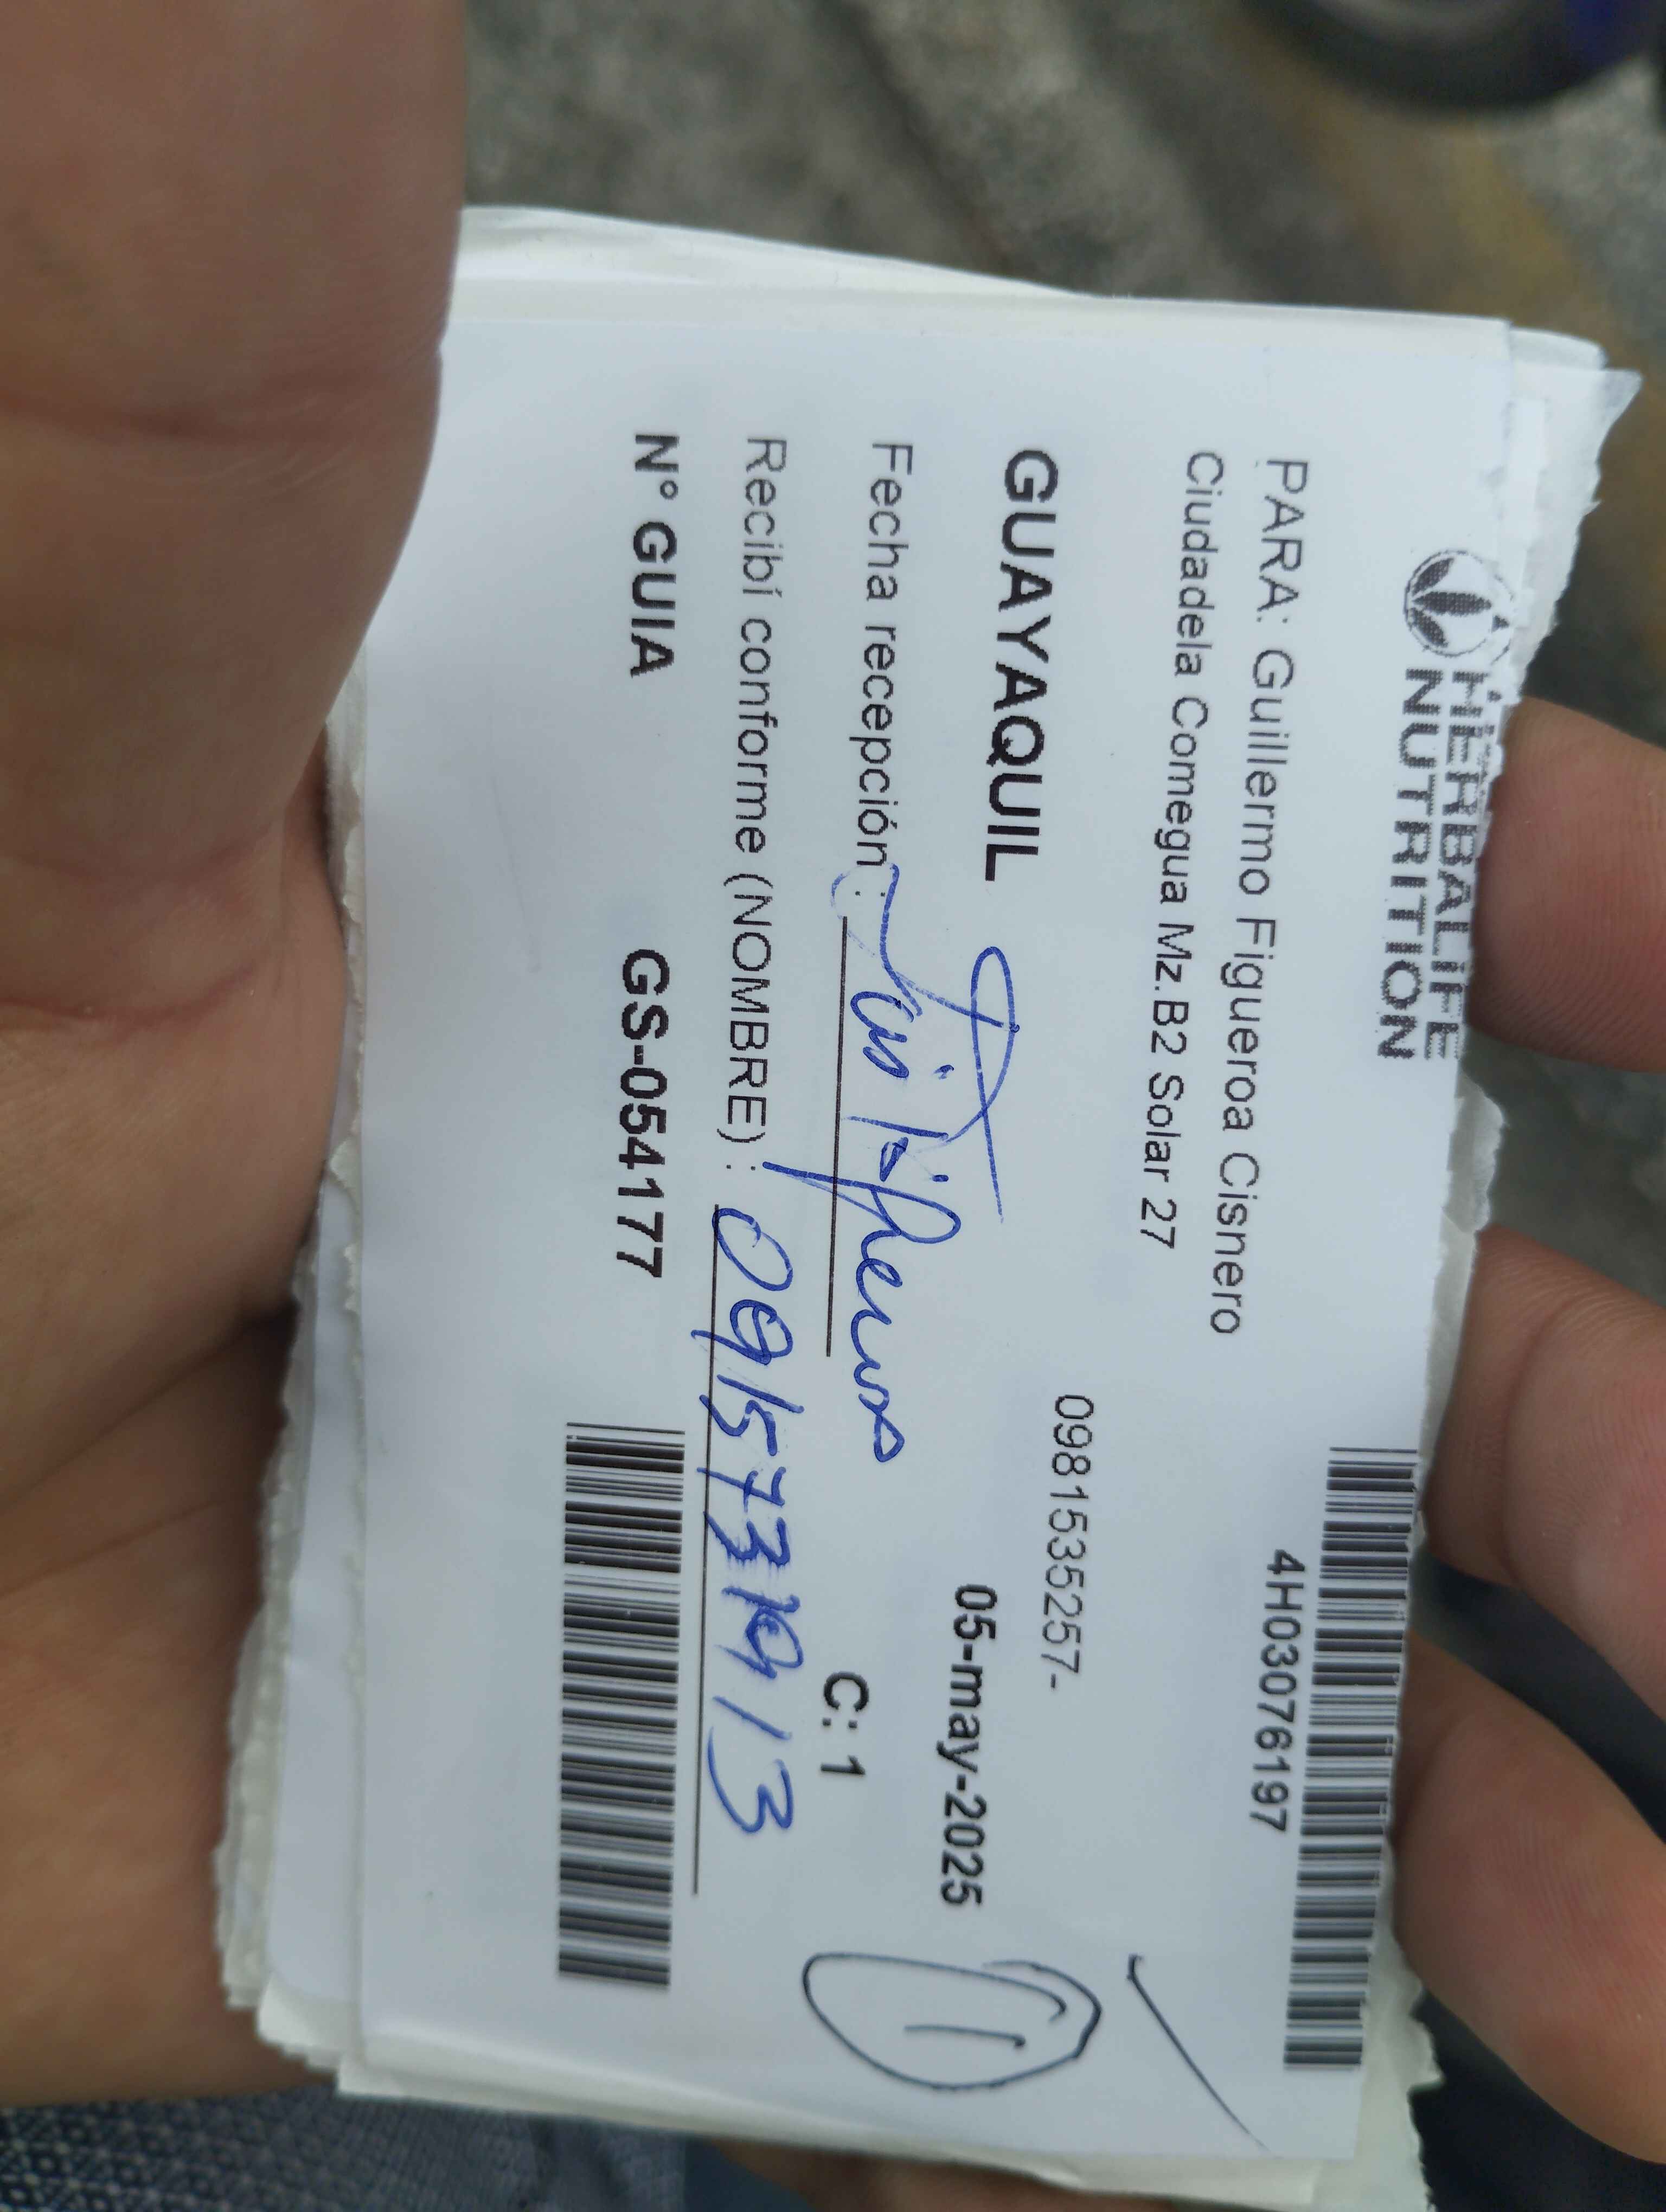 HERBALIFE
NUTRITION
4H03076197
PARA: Guillermo Figueroa Cisnero
Ciudadela Comegua Mz.B2 Solar 27
0981535257-
GUAYAQUIL
05-may-2025
Fecha recepción :
C: 1
1
Recibí conforme (NOMBRE) :
N° GUIA GS-054177